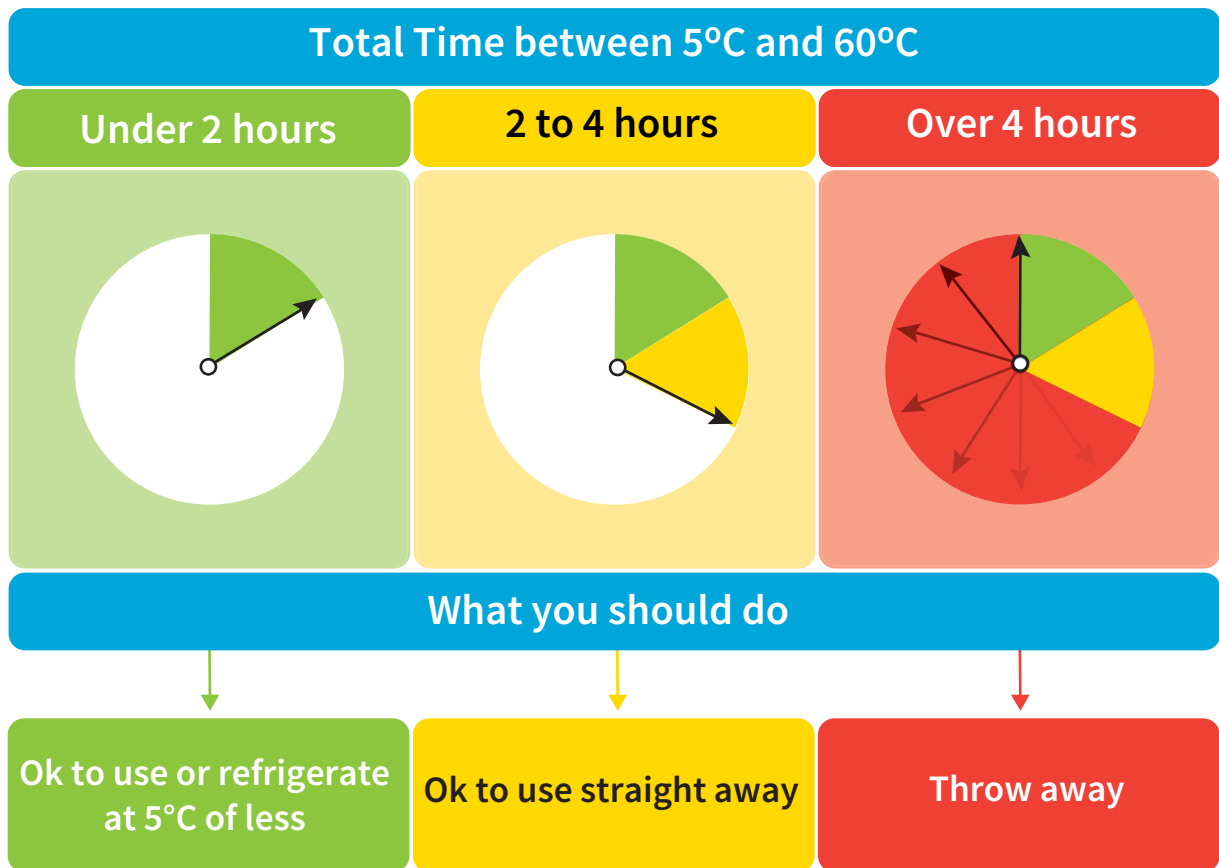 Total Time between 5ºC and 60ºC
Under 2 hours
2 to 4 hours
Over 4 hours
What you should do
Ok to use or refrigerate
at 5°C of less
Ok to use straight away
Throw away